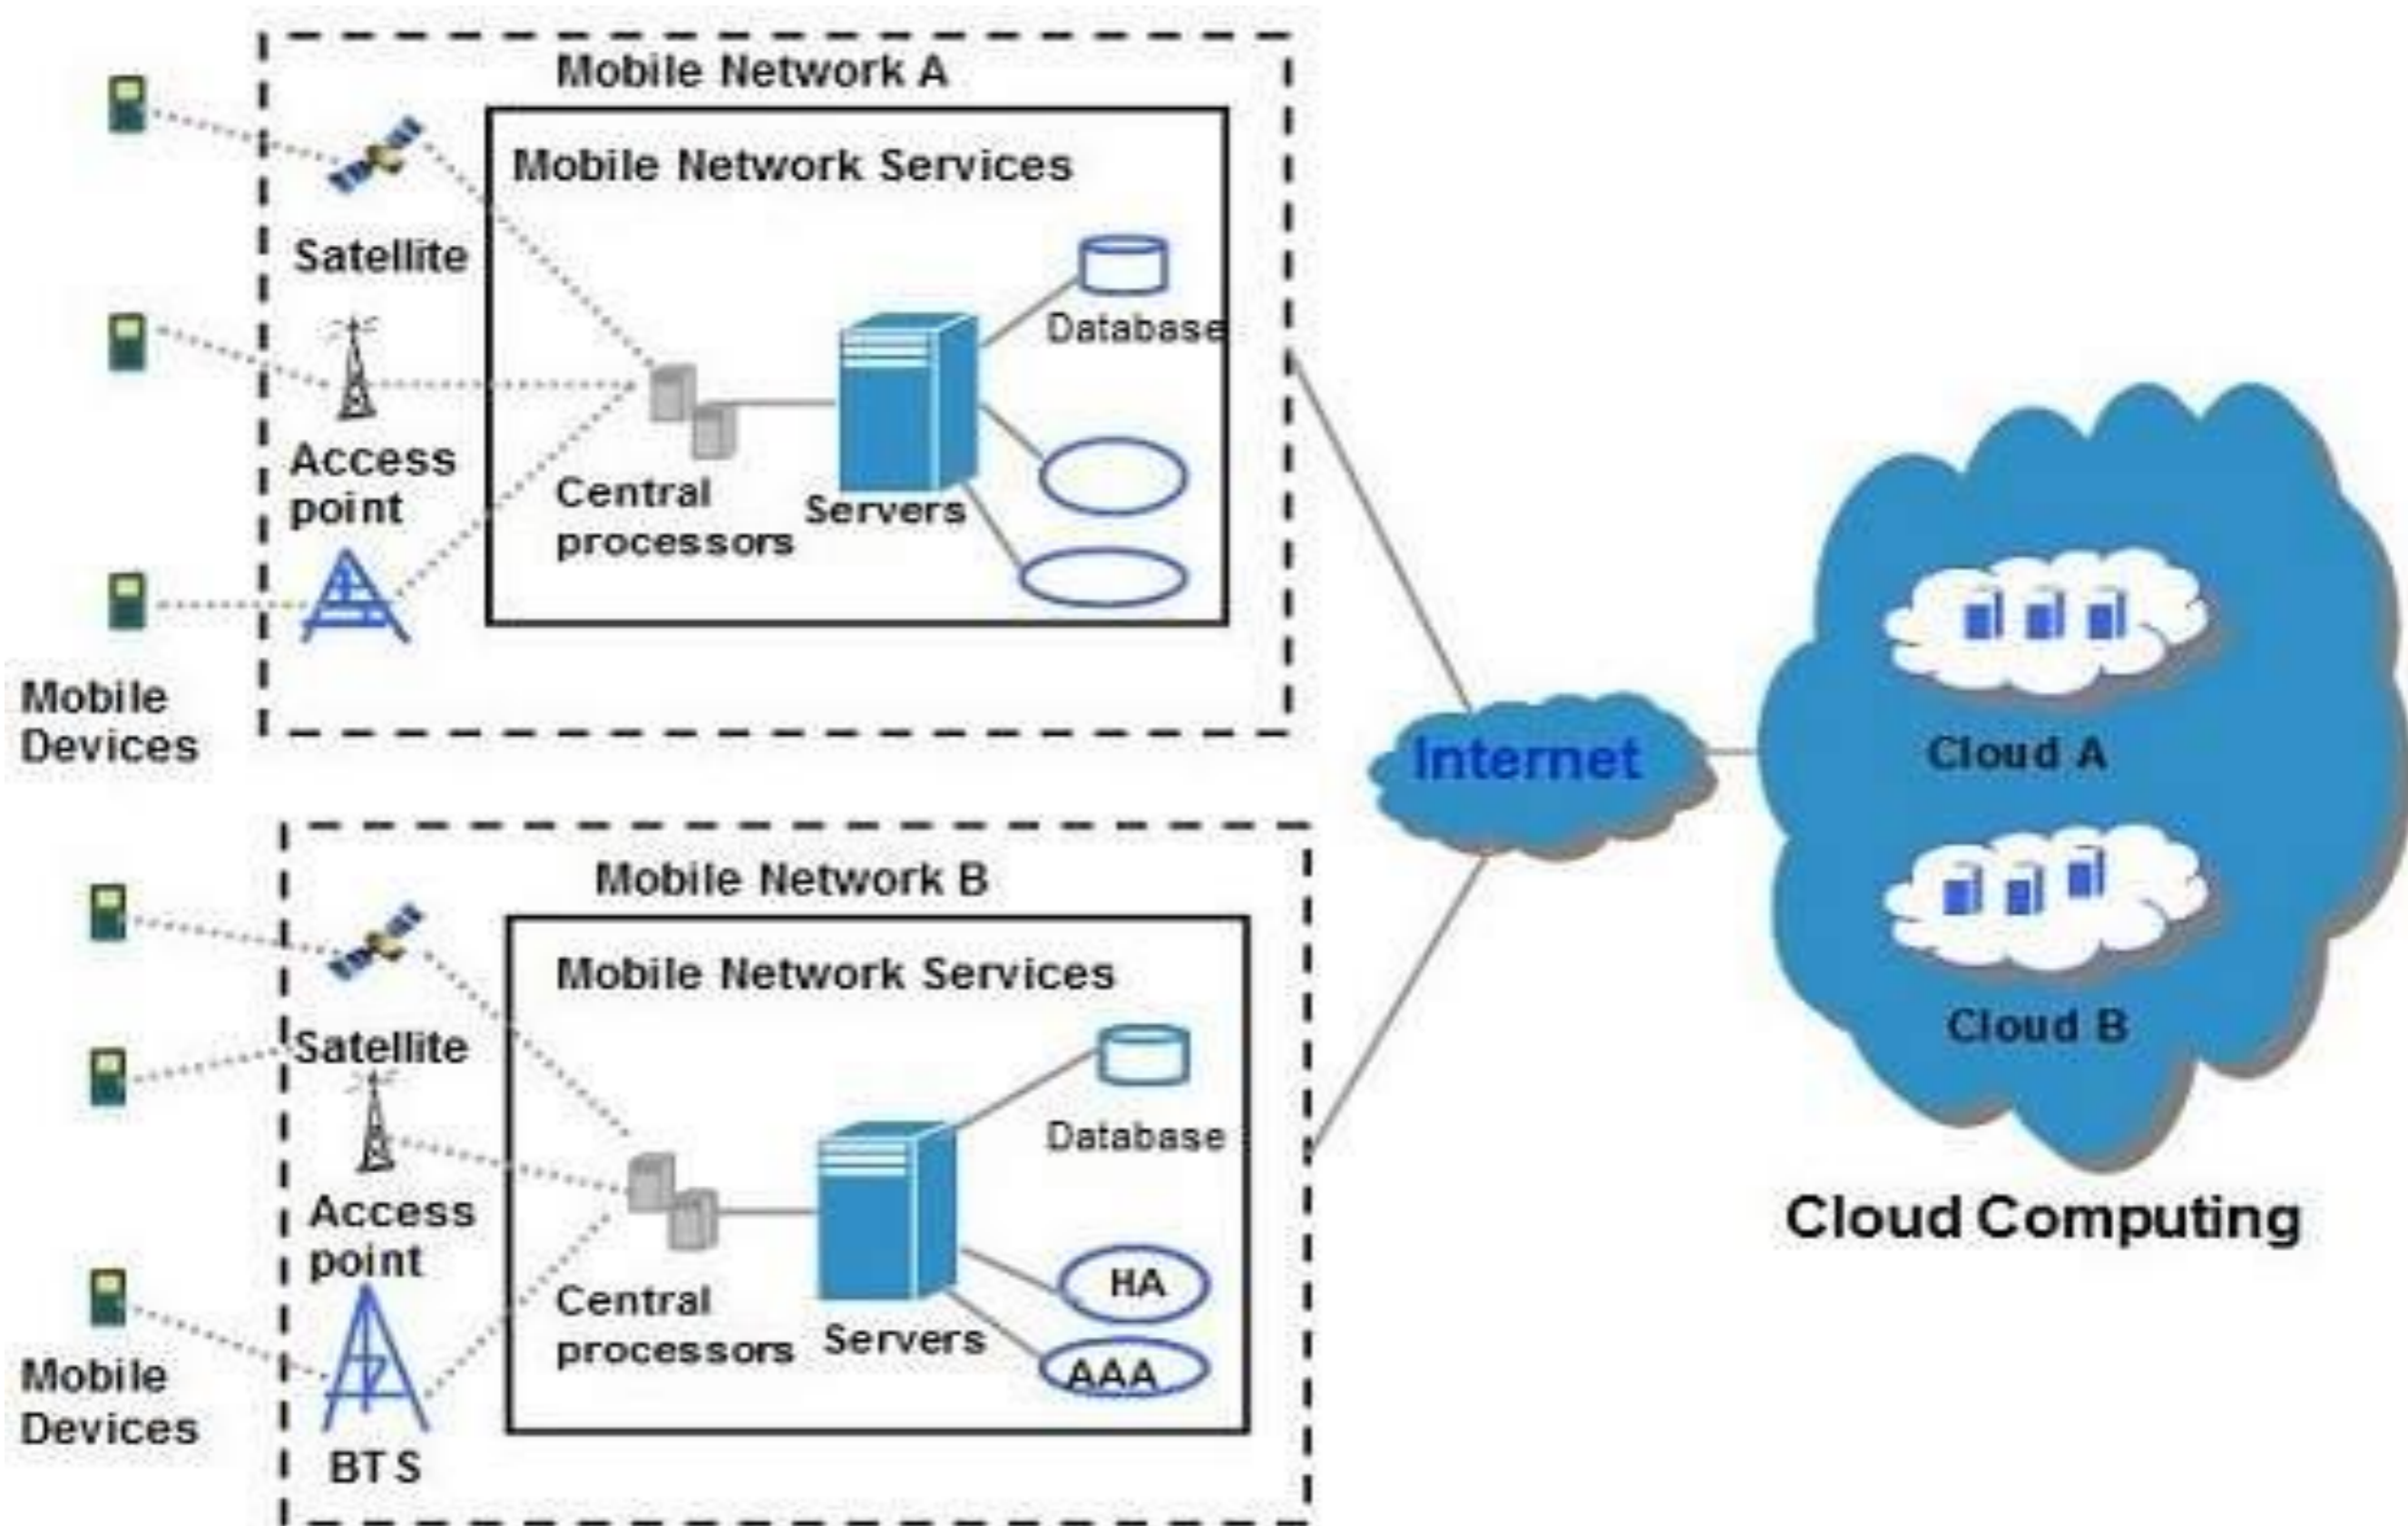 Mobile Network A
Mobile Network Services
Satellite
Database
Access
point
Central
processors
Servers
Mobile
Devices
Internet
Cloud A
Cloud B
Cloud Computing
Mobile Network B
Mobile Network Services
Satellite
Database
Access
point
Central
processors
Servers
HA
AAA
Mobile
Devices
BTS